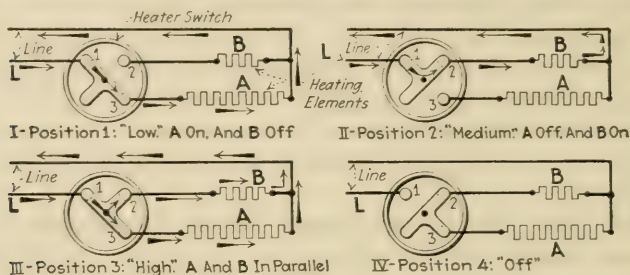 Heater Switch
Line
L
1
2
3
B
A
Heating
Elements
I-Position 1: "Low." A On, And B Off
Line
L
1
2
3
B
A
II-Position 2: "Medium." A Off, And B On
Line
L
1
2
3
B
A
III-Position 3: "High." A And B In Parallel
Line
L
1
2
3
B
A
IV-Position 4: "Off"